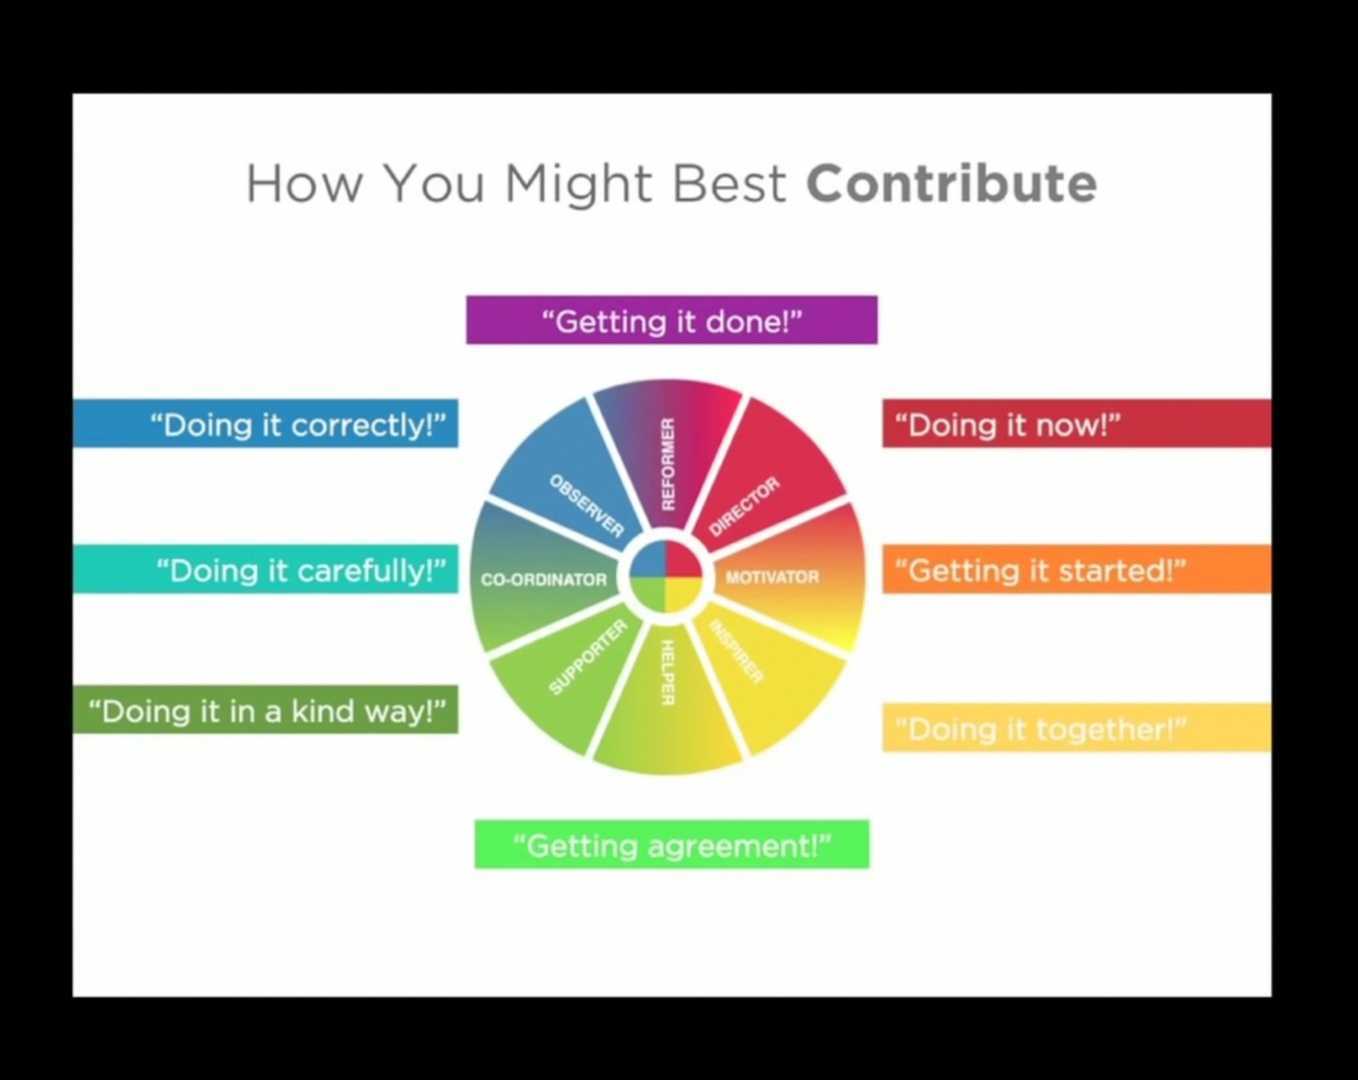 How You Might Best Contribute
“Getting it done!”
“Doing it correctly!”
“Doing it now!”
REFORMER
OBSERVER
DIRECTOR
“Doing it carefully!”
CO-ORDINATOR
MOTIVATOR
“Getting it started!”
SUPPORTER
HELPER
INSPIRER
“Doing it in a kind way!”
“Doing it together!”
“Getting agreement!”